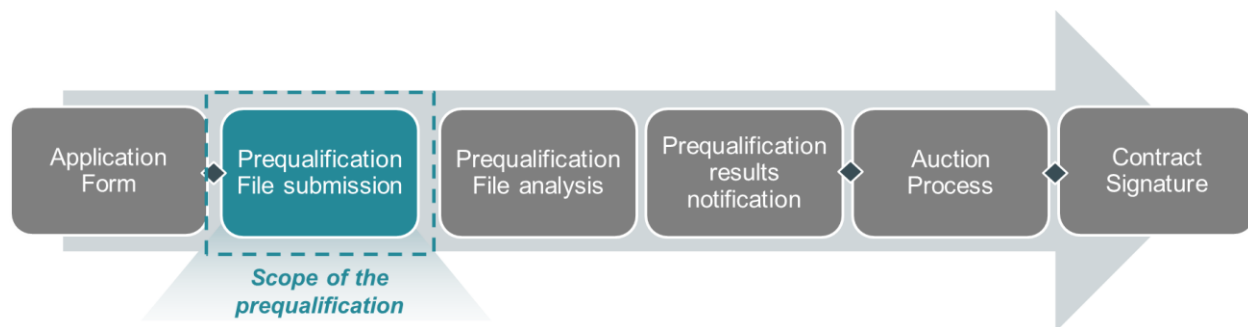 Application
Form
Prequalification
File submission
Prequalification
File analysis
Prequalification
results
notification
Auction
Process
Contract
Signature
Scope of the
prequalification